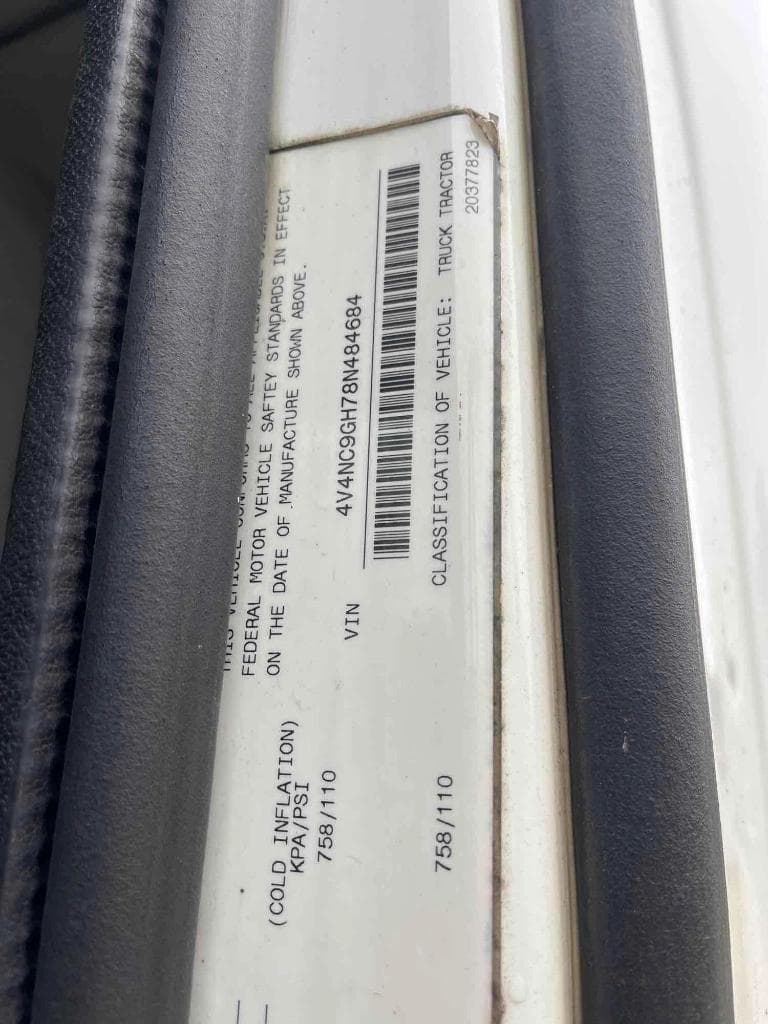 FEDERAL MOTOR VEHICLE SAFTEY STANDARDS IN EFFECT
ON THE DATE OF MANUFACTURE SHOWN ABOVE.
(COLD INFLATION)
KPA/PSI
758/110
VIN 4V4NC9GH78N484684
758/110
CLASSIFICATION OF VEHICLE: TRUCK TRACTOR
20377823